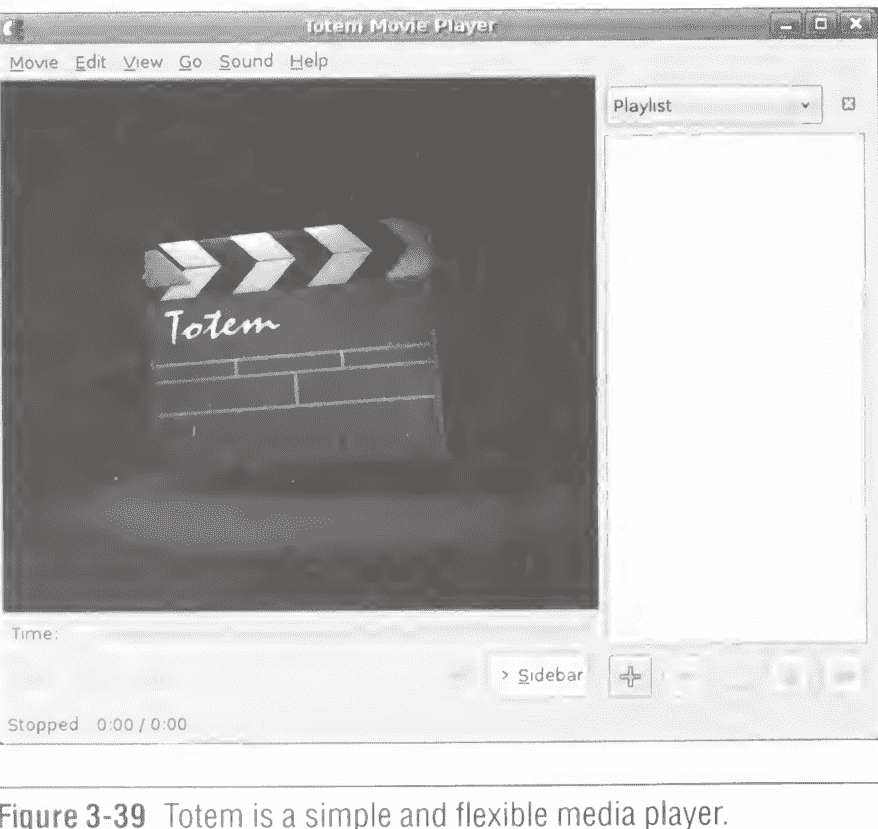 Totem Movie Player
Movie Edit View Go Sound Help
Playlist
Totem
Time:
> Sidebar
Stopped 0:00 / 0:00
Figure 3-39 Totem is a simple and flexible media player.